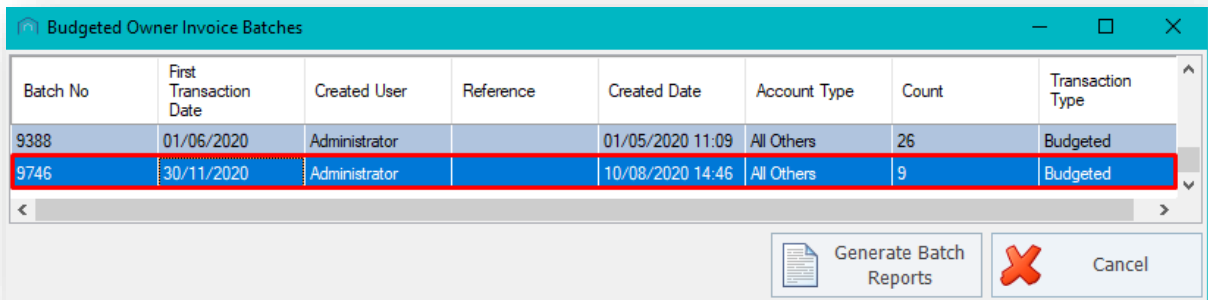 Budgeted Owner Invoice Batches
Batch No First Transaction Date Created User Reference Created Date Account Type Count Transaction Type
9388 01/06/2020 Administrator 01/05/2020 11:09 All Others 26 Budgeted
9746 30/11/2020 Administrator 10/08/2020 14:46 All Others 9 Budgeted
Generate Batch
Reports
Cancel